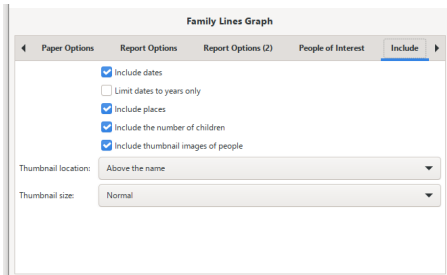 Family Lines Graph
Paper Options Report Options Report Options (2) People of Interest Include
Include dates
Limit dates to years only
Include places
Include the number of children
Include thumbnail images of people
Thumbnail location: Above the name
Thumbnail size: Normal